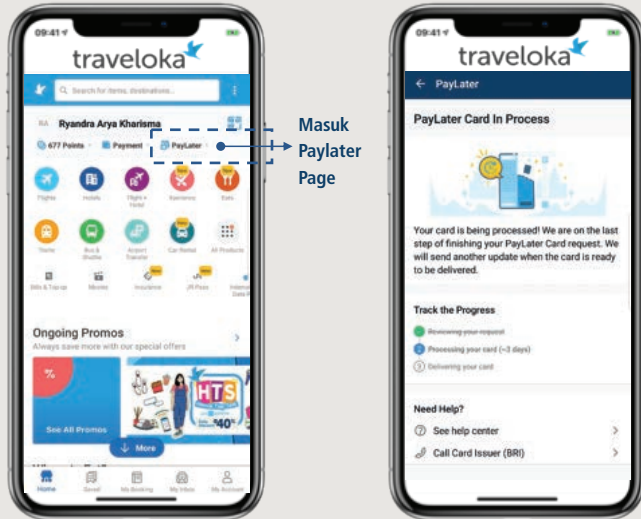 09:41
traveloka
Search for items, destinations...
RA Ryandra Arya Kharisma
677 Points Payment PayLater
Flights Hotels Flight + Hotel Xperience Eats
Trains Bus & Shuttle Airport Transfer Car Rental All Products
Bills & Top-up Movies Insurance JR Pass
Ongoing Promos
Always save more with our special offers
%
HTS
40%
See All Promos
More
Home Saved My Booking My Inbox My Account
Masuk
Paylater
Page
09:41
traveloka
PayLater
PayLater Card In Process
Your card is being processed! We are on the last
step of finishing your PayLater Card request. We
will send another update when the card is ready
to be delivered.
Track the Progress
Reviewing your request
2 Processing your card (~3 days)
3 Delivering your card
Need Help?
See help center
Call Card Issuer (BRI)